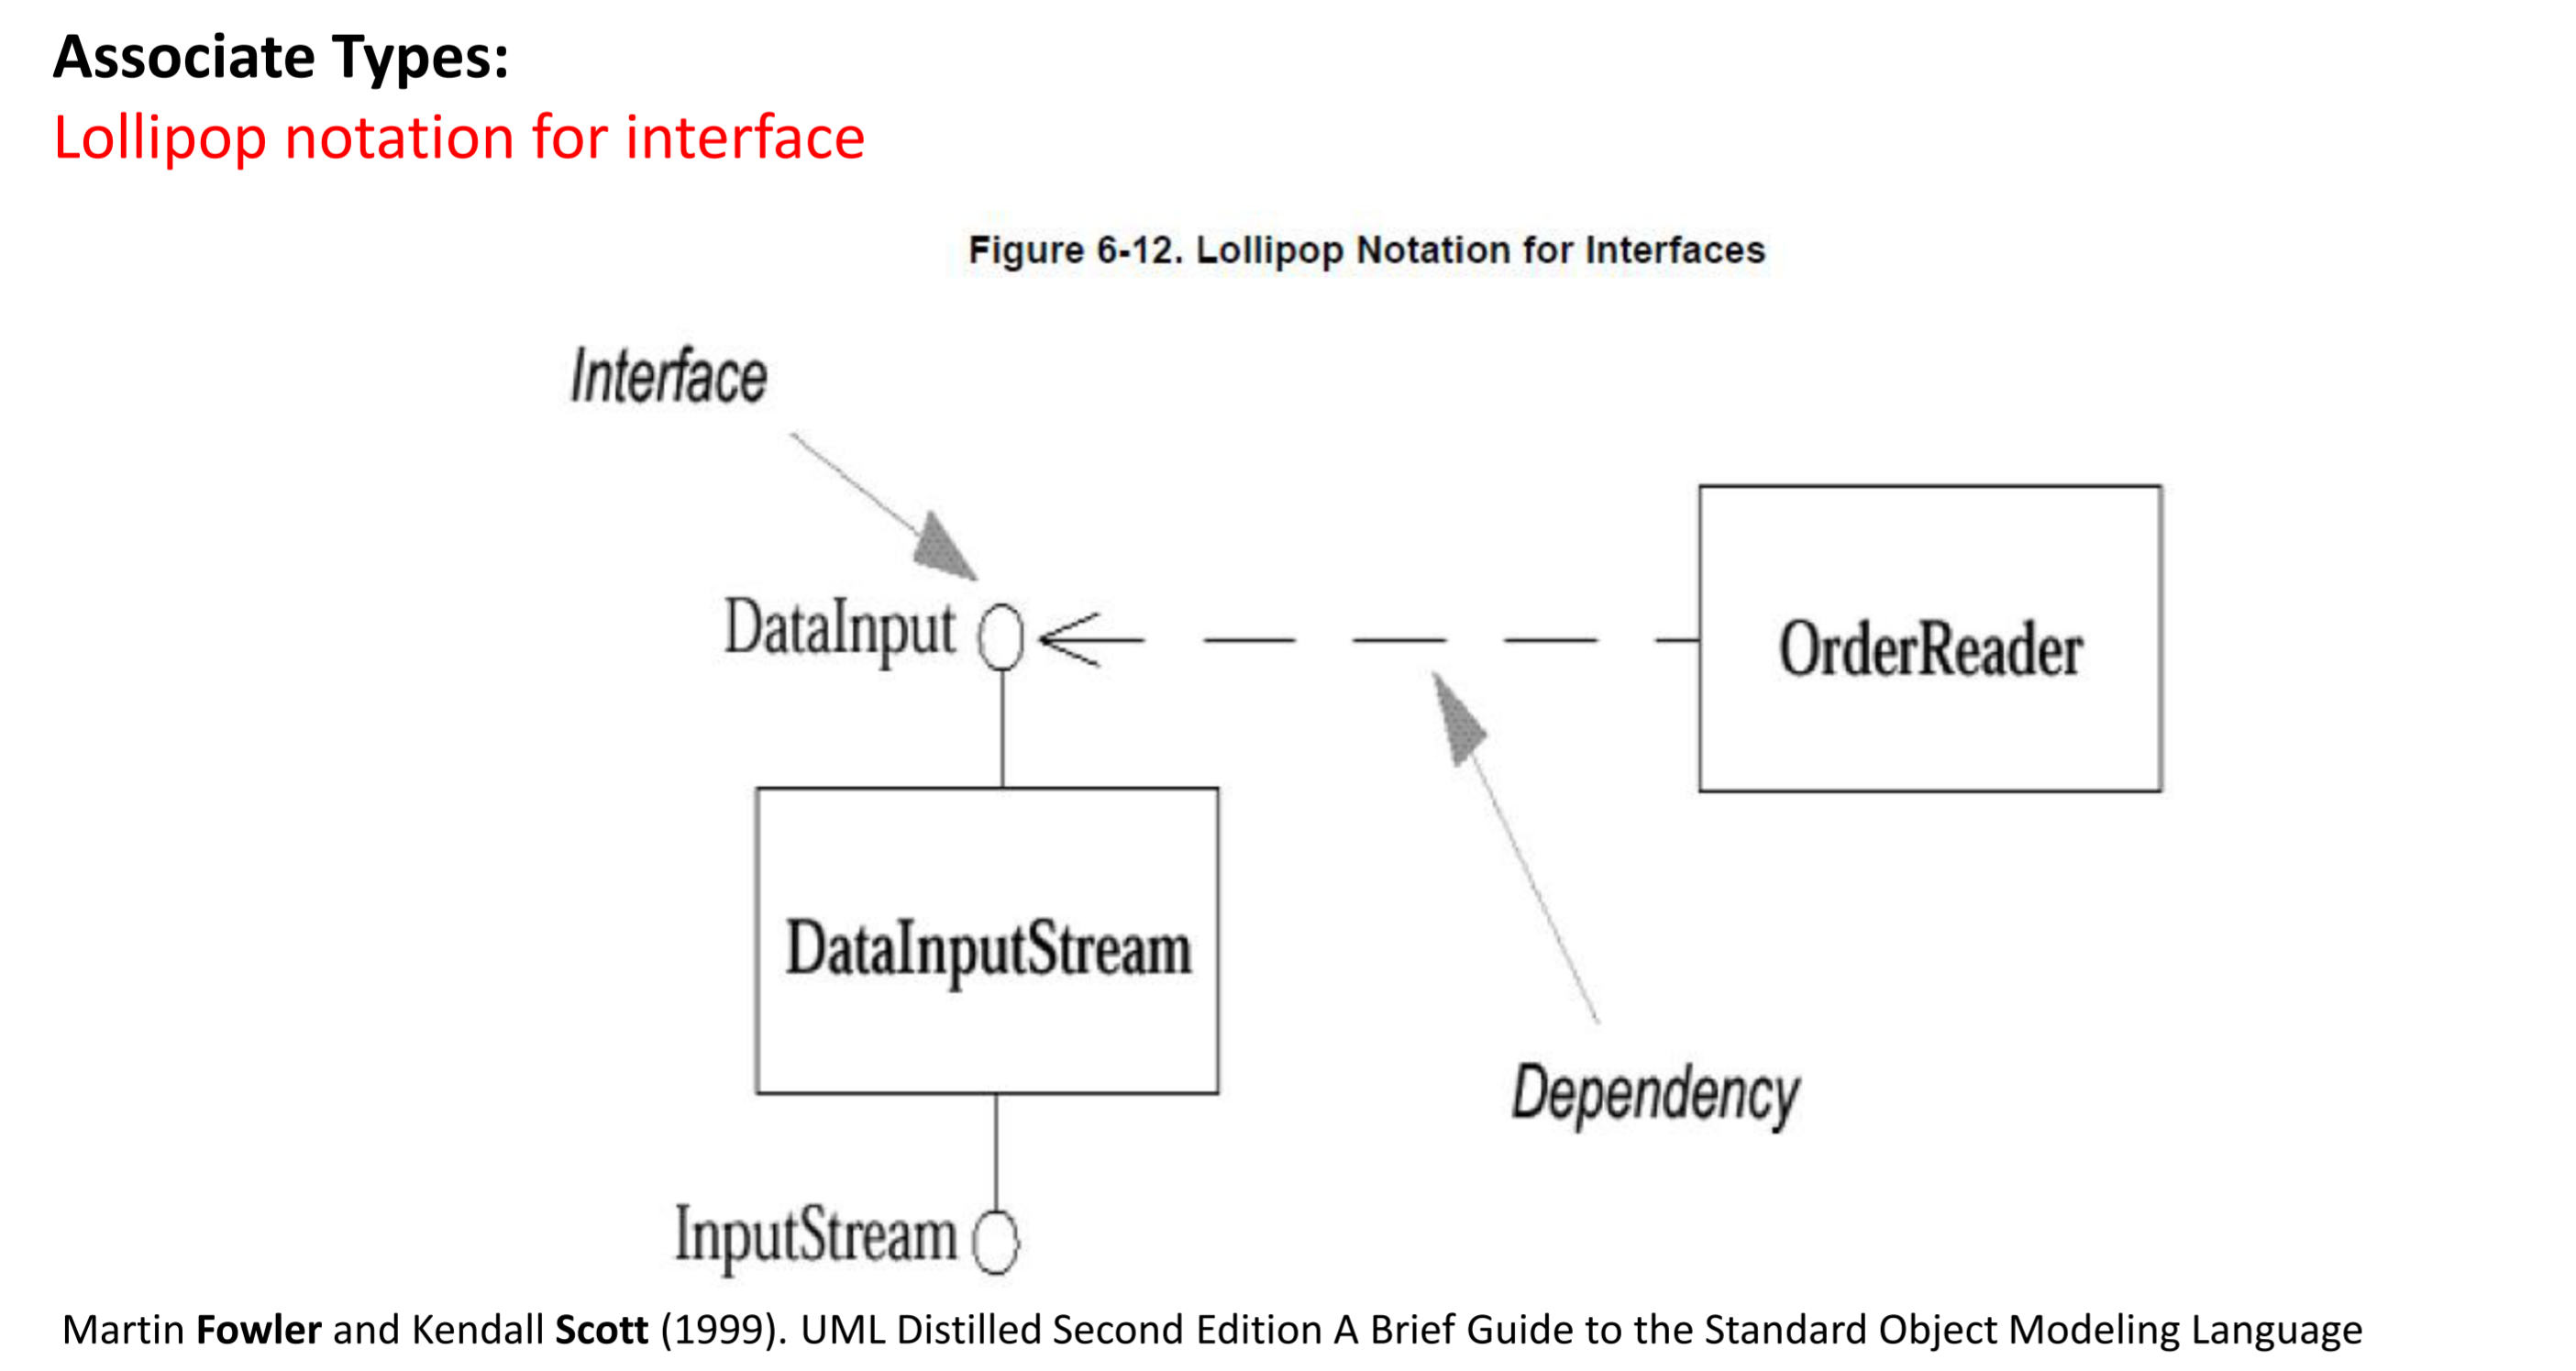 Associate Types:
Lollipop notation for interface
Figure 6-12. Lollipop Notation for Interfaces
Interface
DataInput
OrderReader
DataInputStream
Dependency
InputStream
Martin Fowler and Kendall Scott (1999). UML Distilled Second Edition A Brief Guide to the Standard Object Modeling Language